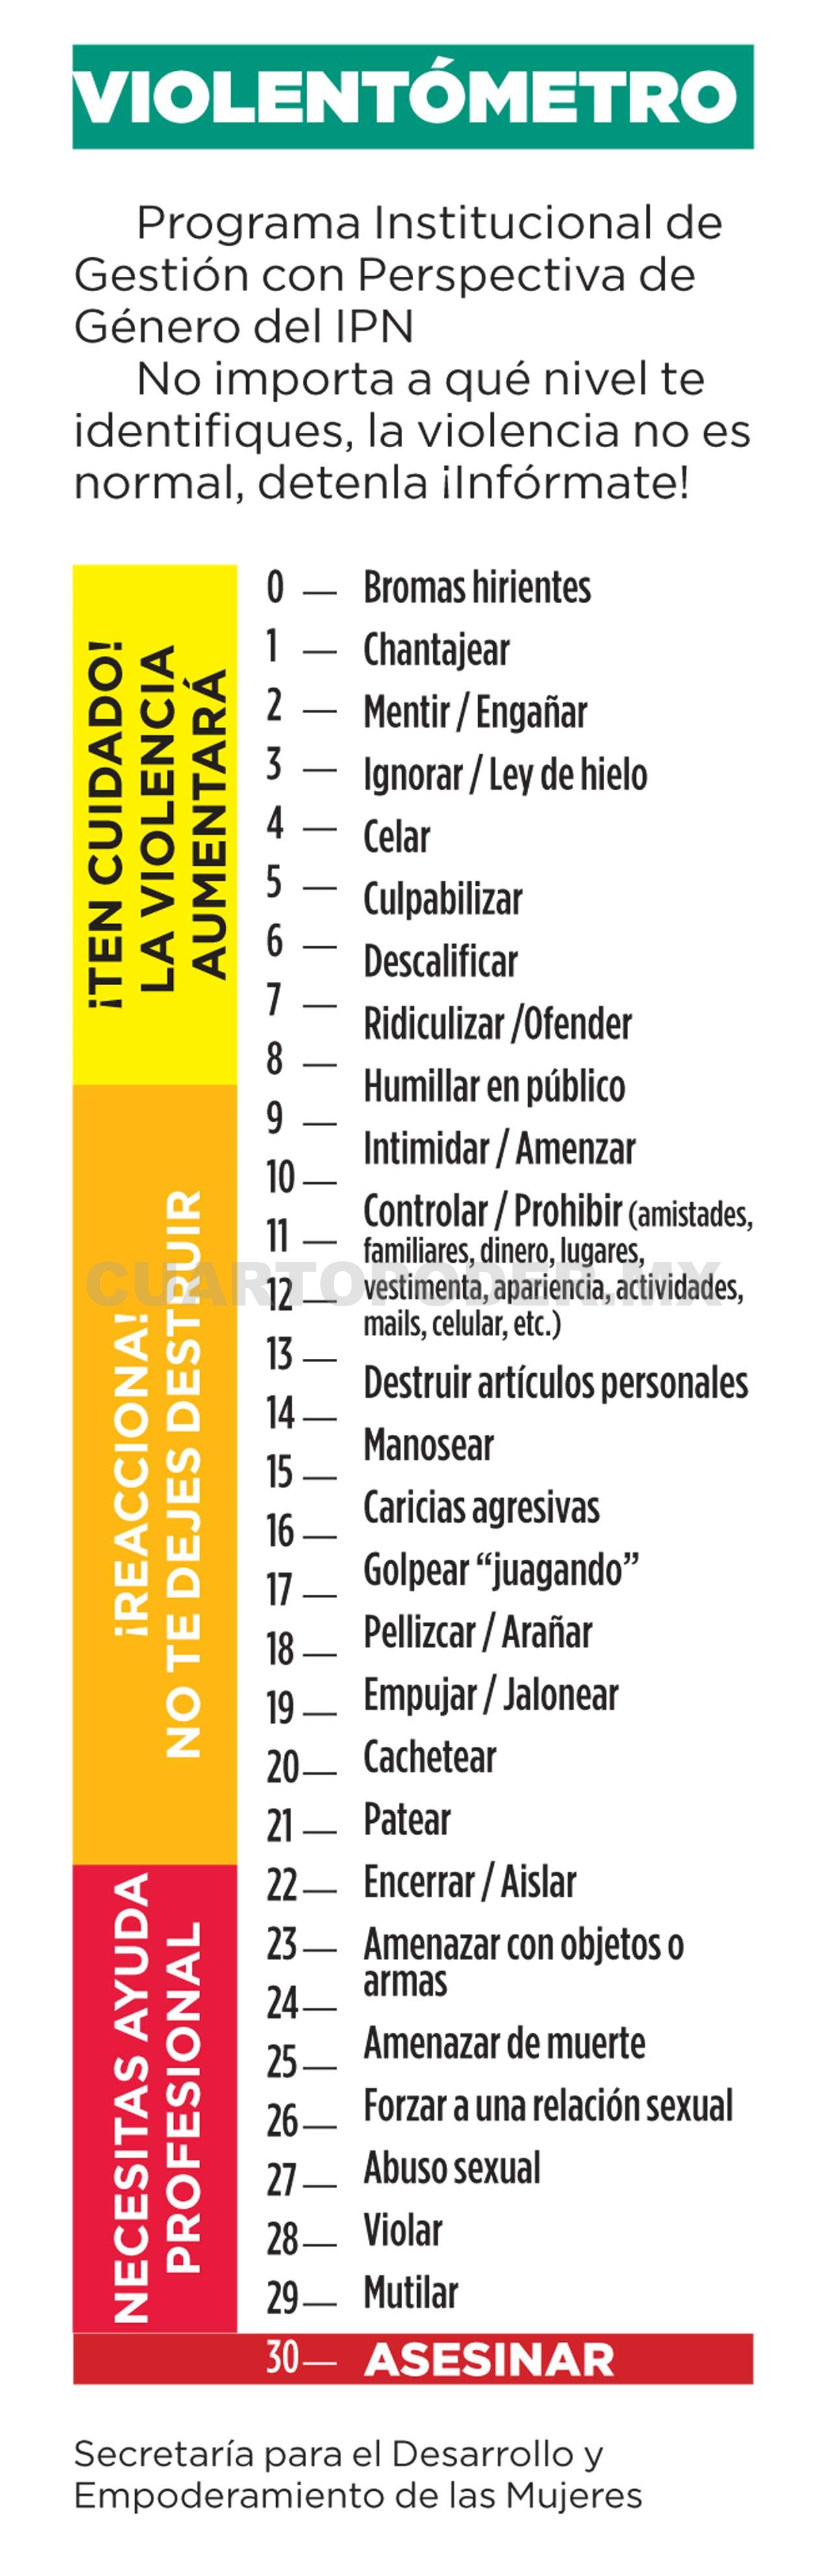 VIOLENTÓMETRO
Programa Institucional de
Gestión con Perspectiva de
Género del IPN
No importa a qué nivel te
identifiques, la violencia no es
normal, detenla ¡Infórmate!
¡TEN CUIDADO!
LA VIOLENCIA
AUMENTARÁ
0 — Bromas hirientes
1 — Chantajear
2 — Mentir / Engañar
3 — Ignorar / Ley de hielo
4 — Celar
5 — Culpabilizar
6 — Descalificar
7 — Ridiculizar /Ofender
8 — Humillar en público
¡REACCIONA!
NO TE DEJES DESTRUIR
9 — Intimidar / Amenzar
10 — Controlar / Prohibir (amistades,
11 — familiares, dinero, lugares,
CUARTOPODER.MX
12 — vestimenta, apariencia, actividades,
mails, celular, etc.)
13 —
Destruir artículos personales
14 —
Manosear
15 —
Caricias agresivas
16 —
Golpear “juagando”
17 —
Pellizcar / Arañar
18 —
Empujar / Jalonear
19 —
20 — Cachetear
21 — Patear
NECESITAS AYUDA
PROFESIONAL
22 — Encerrar / Aislar
23 — Amenazar con objetos o
armas
24 —
Amenazar de muerte
25 —
Forzar a una relación sexual
26 —
Abuso sexual
27 —
Violar
28 —
29 — Mutilar
30 — ASESINAR
Secretaría para el Desarrollo y
Empoderamiento de las Mujeres